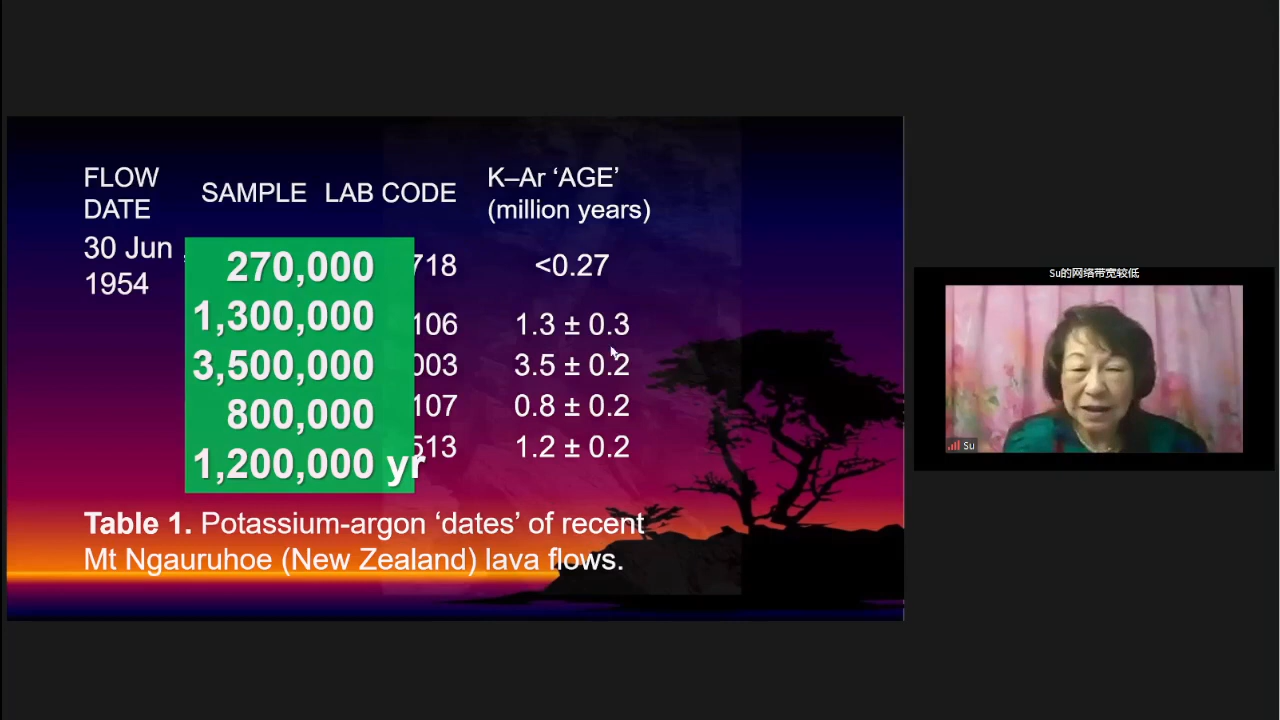 FLOW
DATE
SAMPLE LAB CODE
K–Ar ‘AGE’
(million years)
30 Jun
1954
270,000
718
<0.27
1,300,000
106
1.3 ± 0.3
3,500,000
003
3.5 ± 0.2
800,000
107
0.8 ± 0.2
1,200,000 yr
513
1.2 ± 0.2
Table 1. Potassium-argon ‘dates’ of recent
Mt Ngauruhoe (New Zealand) lava flows.
Su的网络带宽较低
Su